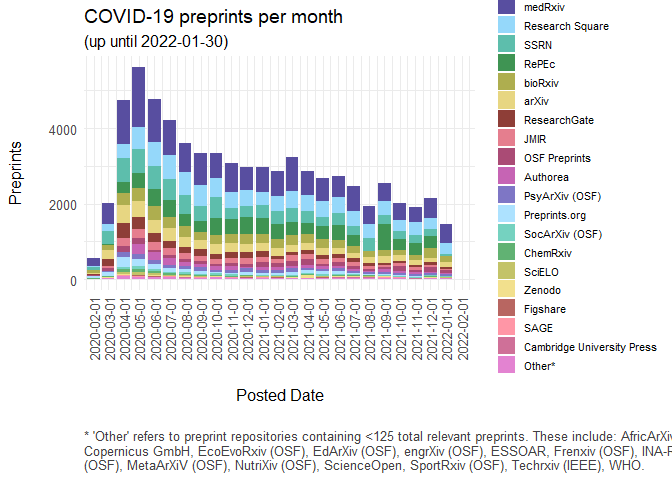 COVID-19 preprints per month
(up until 2022-01-30)
Preprints
4000
2000
0
2020-02-01
2020-03-01
2020-04-01
2020-05-01
2020-06-01
2020-07-01
2020-08-01
2020-09-01
2020-10-01
2020-11-01
2020-12-01
2021-01-01
2021-02-01
2021-03-01
2021-04-01
2021-05-01
2021-06-01
2021-07-01
2021-08-01
2021-09-01
2021-10-01
2021-11-01
2021-12-01
2022-01-01
2022-02-01
Posted Date
medRxiv
Research Square
SSRN
RePEc
bioRxiv
arXiv
ResearchGate
JMIR
OSF Preprints
Authorea
PsyArXiv (OSF)
Preprints.org
SocArXiv (OSF)
ChemRxiv
SciELO
Zenodo
Figshare
SAGE
Cambridge University Press
Other*
* 'Other' refers to preprint repositories containing <125 total relevant preprints. These include: AfricArXiv
Copernicus GmbH, EcoEvoRxiv (OSF), EdArXiv (OSF), engrXiv (OSF), ESSOAR, Frenxiv (OSF), INA-R
(OSF), MetaArXiV (OSF), NutriXiv (OSF), ScienceOpen, SportRxiv (OSF), Techrxiv (IEEE), WHO.